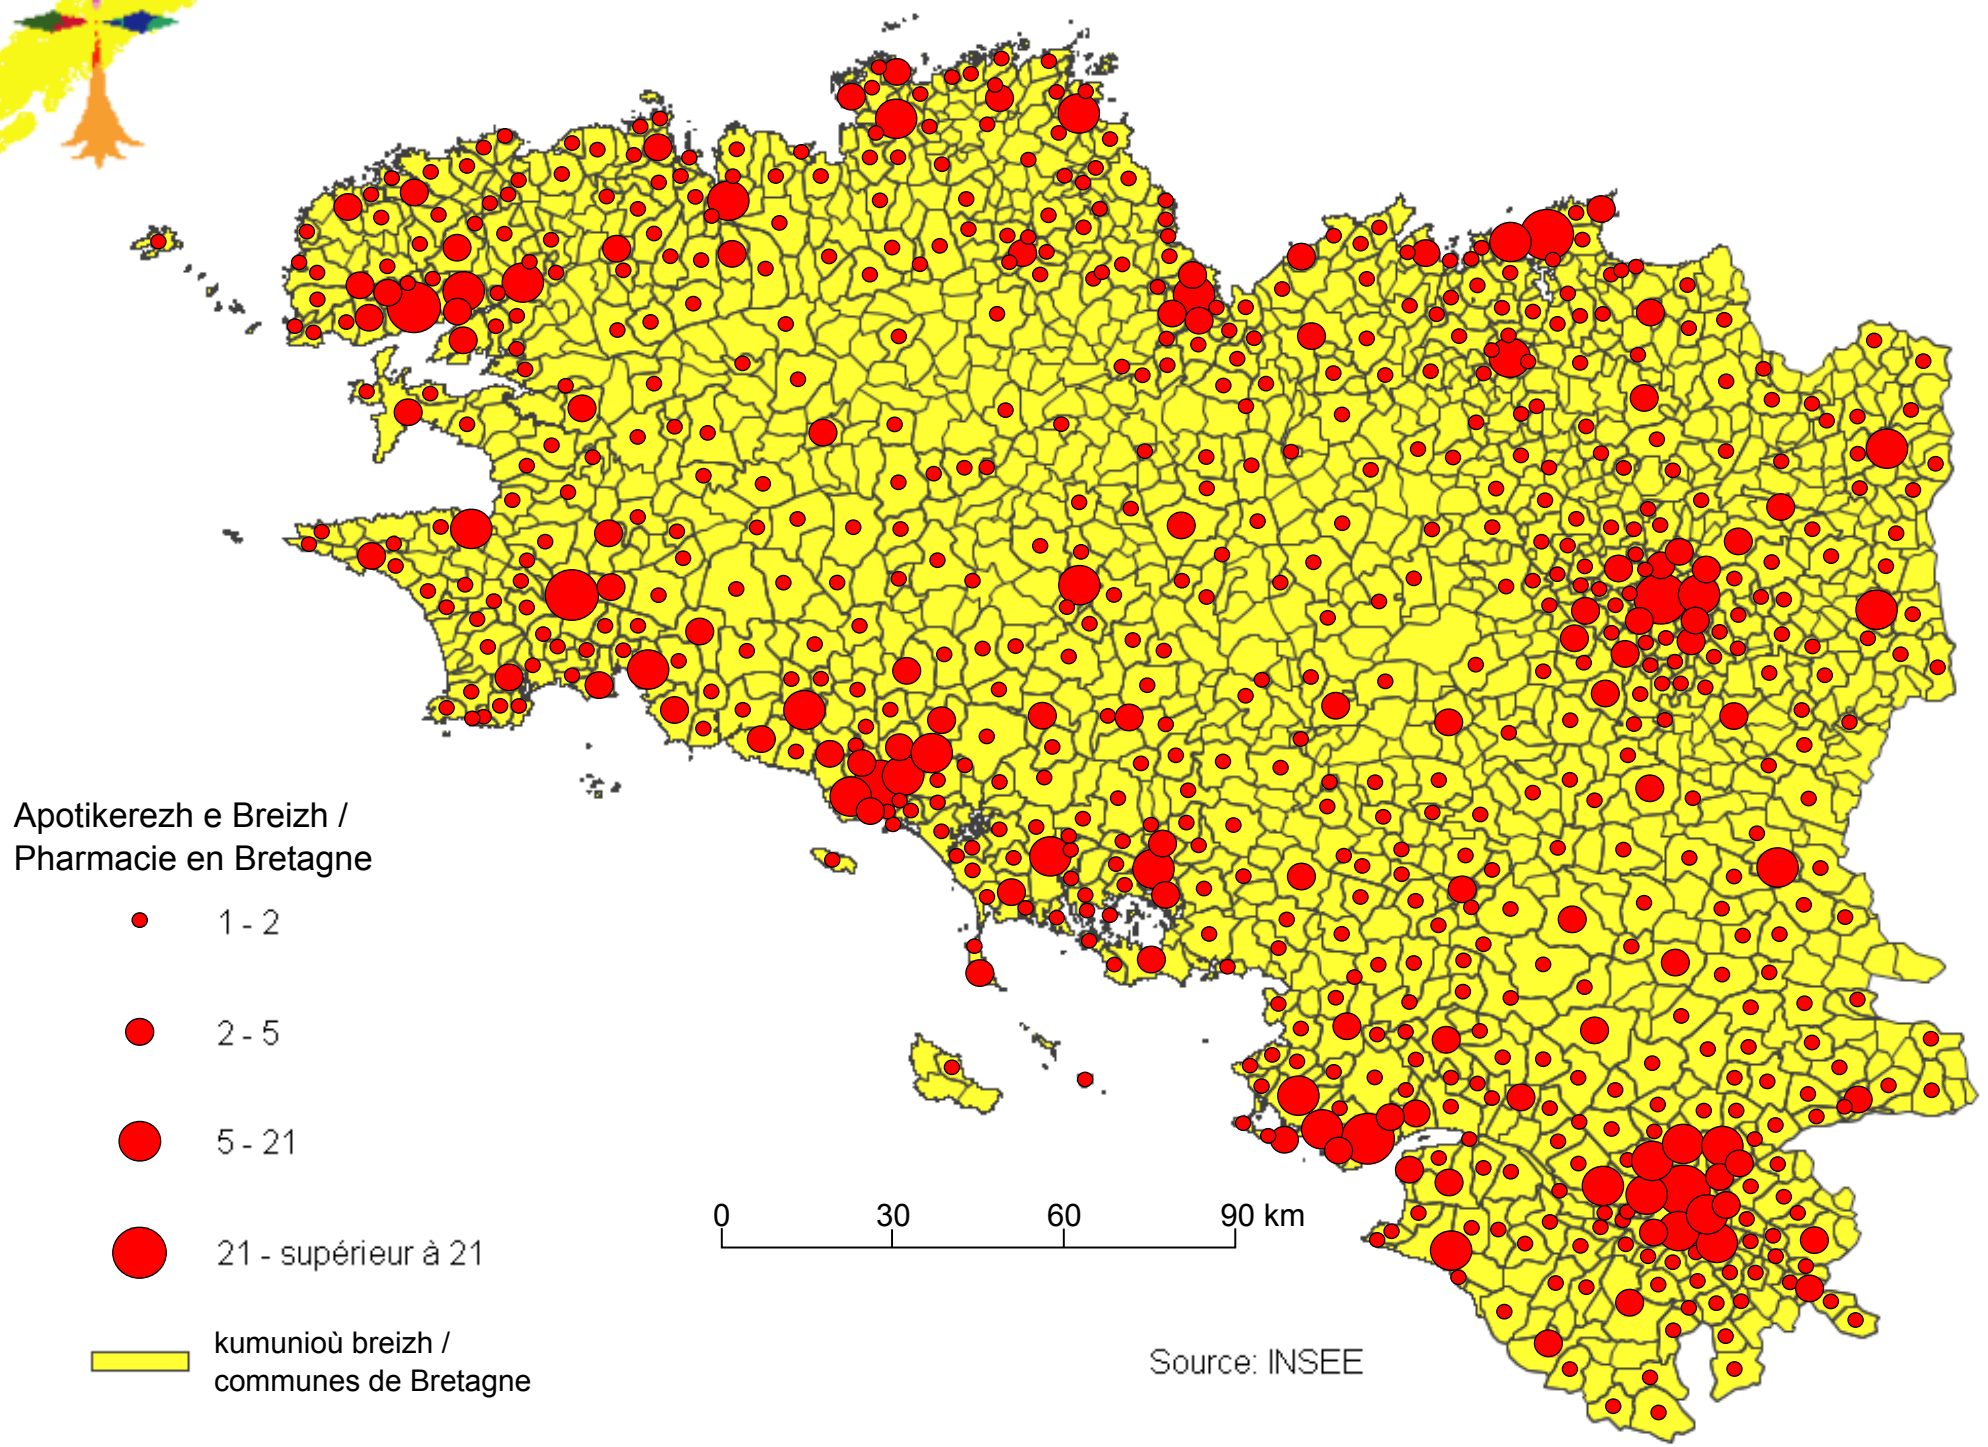 Apotikerezh e Breizh /
Pharmacie en Bretagne
1 - 2
2 - 5
5 - 21
21 - supérieur à 21
kumunioù breizh /
communes de Bretagne
0 30 60 90 km
Source: INSEE